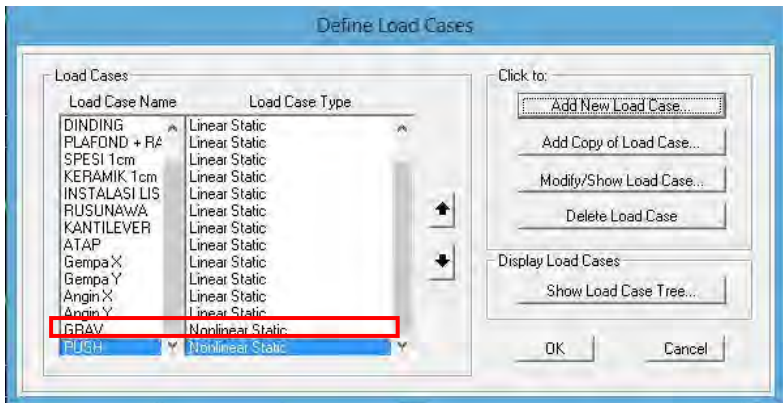 Define Load Cases
Load Cases
Click to:
Load Case Name Load Case Type
DINDING Linear Static
PLAFOND + RA Linear Static
SPESI 1cm Linear Static
KERAMIK 1cm Linear Static
INSTALASI LIS Linear Static
RUSUNAWA Linear Static
KANTILEVER Linear Static
ATAP Linear Static
Gempa X Linear Static
Gempa Y Linear Static
Angin X Linear Static
Angin Y Linear Static
GRAV Nonlinear Static
PUSH Nonlinear Static
Add New Load Case...
Add Copy of Load Case...
Modify/Show Load Case...
Delete Load Case
Display Load Cases
Show Load Case Tree...
OK Cancel